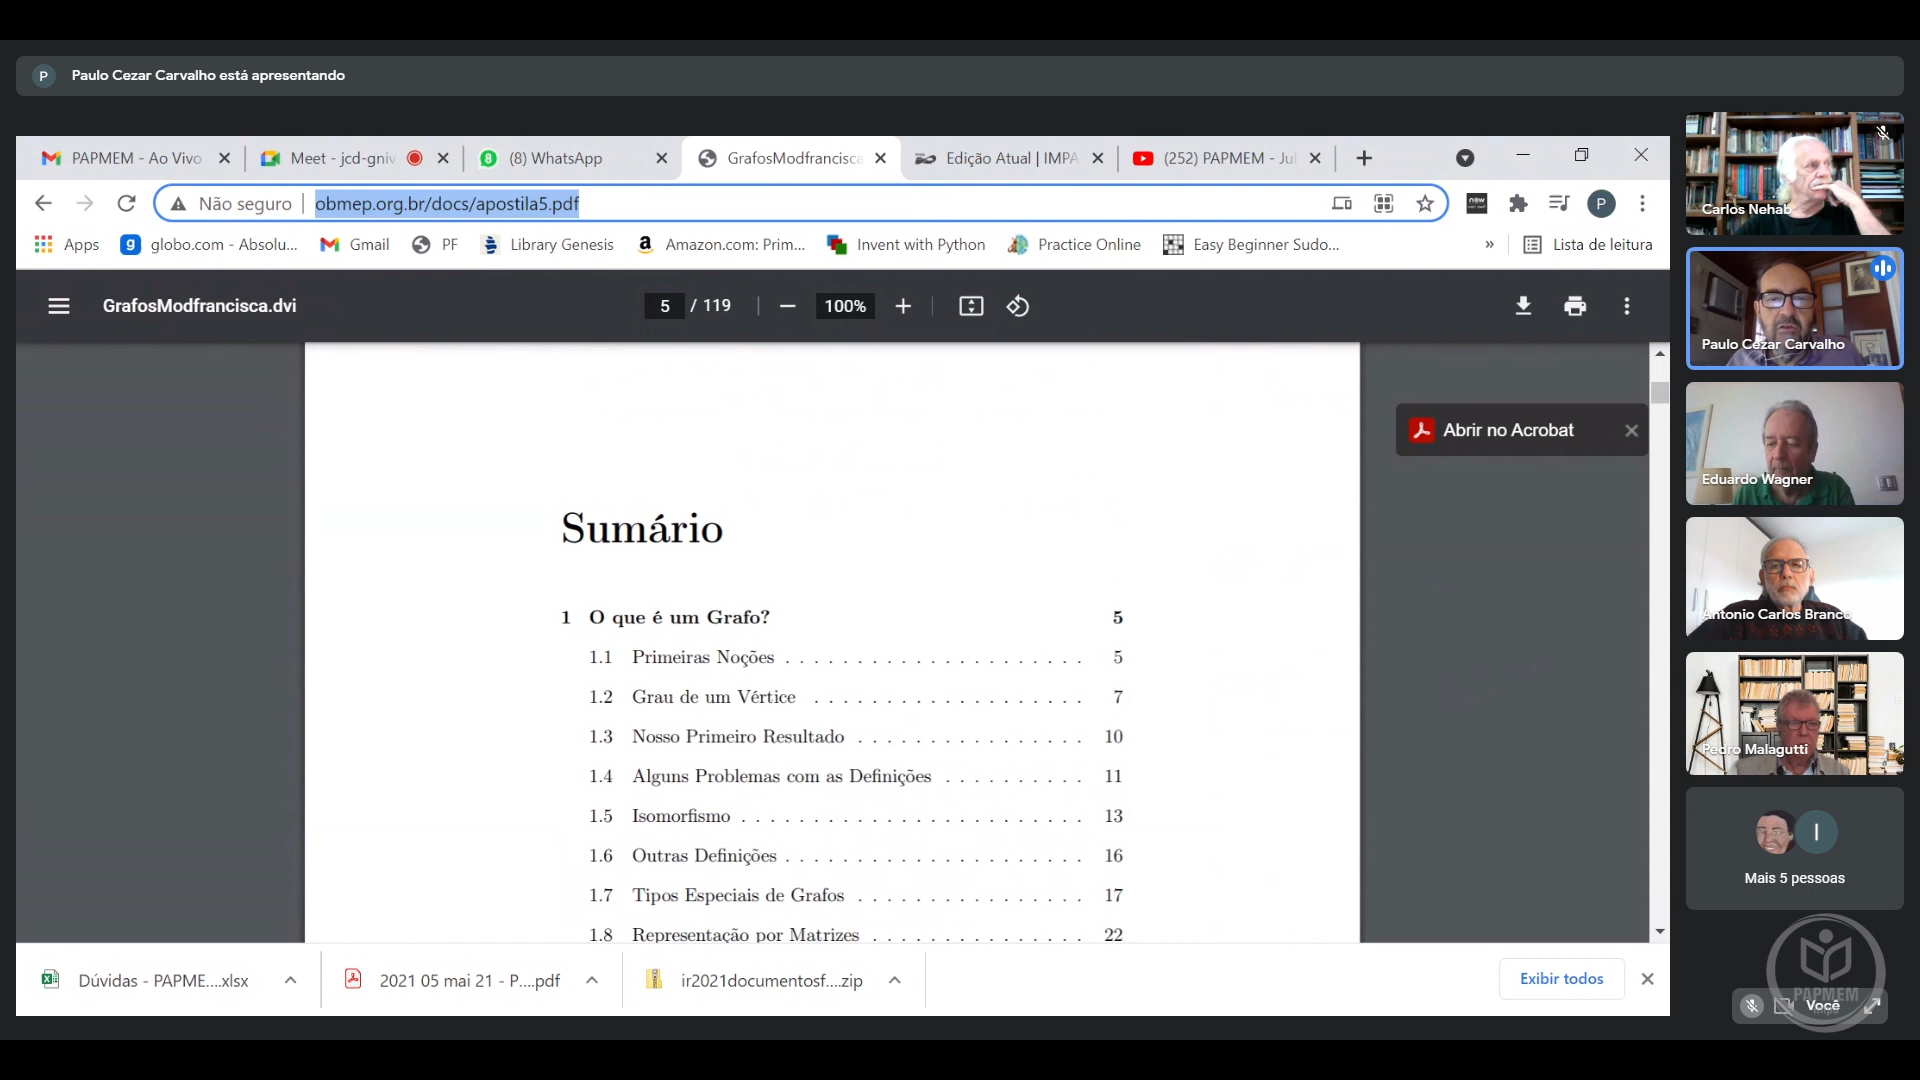 P Paulo Cezar Carvalho está apresentando
PAPMEM - Ao Vivo
Meet - jcd-gniv
8 (8) WhatsApp
GrafosModfrancisca
Edição Atual | IMPA
(252) PAPMEM - Jul
Não seguro obmep.org.br/docs/apostila5.pdf
now P
Apps g globo.com - Absolu... Gmail PF Library Genesis a Amazon.com: Prim... Invent with Python Practice Online Easy Beginner Sudo... » Lista de leitura
GrafosModfrancisca.dvi 5 / 119 100%
Abrir no Acrobat
Sumário
1 O que é um Grafo? 5
1.1 Primeiras Noções . . . . . . . . . . . . . . . . . . . . . 5
1.2 Grau de um Vértice . . . . . . . . . . . . . . . . . . . 7
1.3 Nosso Primeiro Resultado . . . . . . . . . . . . . . . . 10
1.4 Alguns Problemas com as Definições . . . . . . . . . . 11
1.5 Isomorfismo . . . . . . . . . . . . . . . . . . . . . . . . 13
1.6 Outras Definições . . . . . . . . . . . . . . . . . . . . . 16
1.7 Tipos Especiais de Grafos . . . . . . . . . . . . . . . . 17
1.8 Representação por Matrizes . . . . . . . . . . . . . . . 22
Dúvidas - PAPME....xlsx
2021 05 mai 21 - P....pdf
ir2021documentosf....zip
Exibir todos
Carlos Nehab
Paulo Cezar Carvalho
Eduardo Wagner
Antonio Carlos Branco
Pedro Malagutti
I
Mais 5 pessoas
PAPMEM
impa
Você